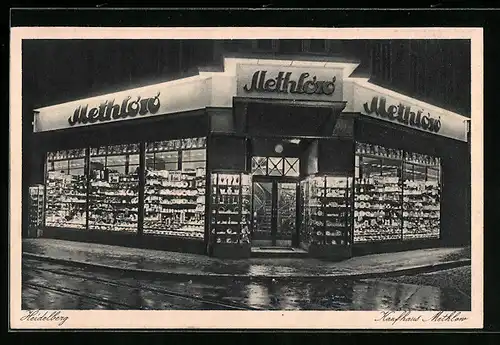 Methlow
Methlow
Methlow
Heidelberg
Kaufhaus Methlow